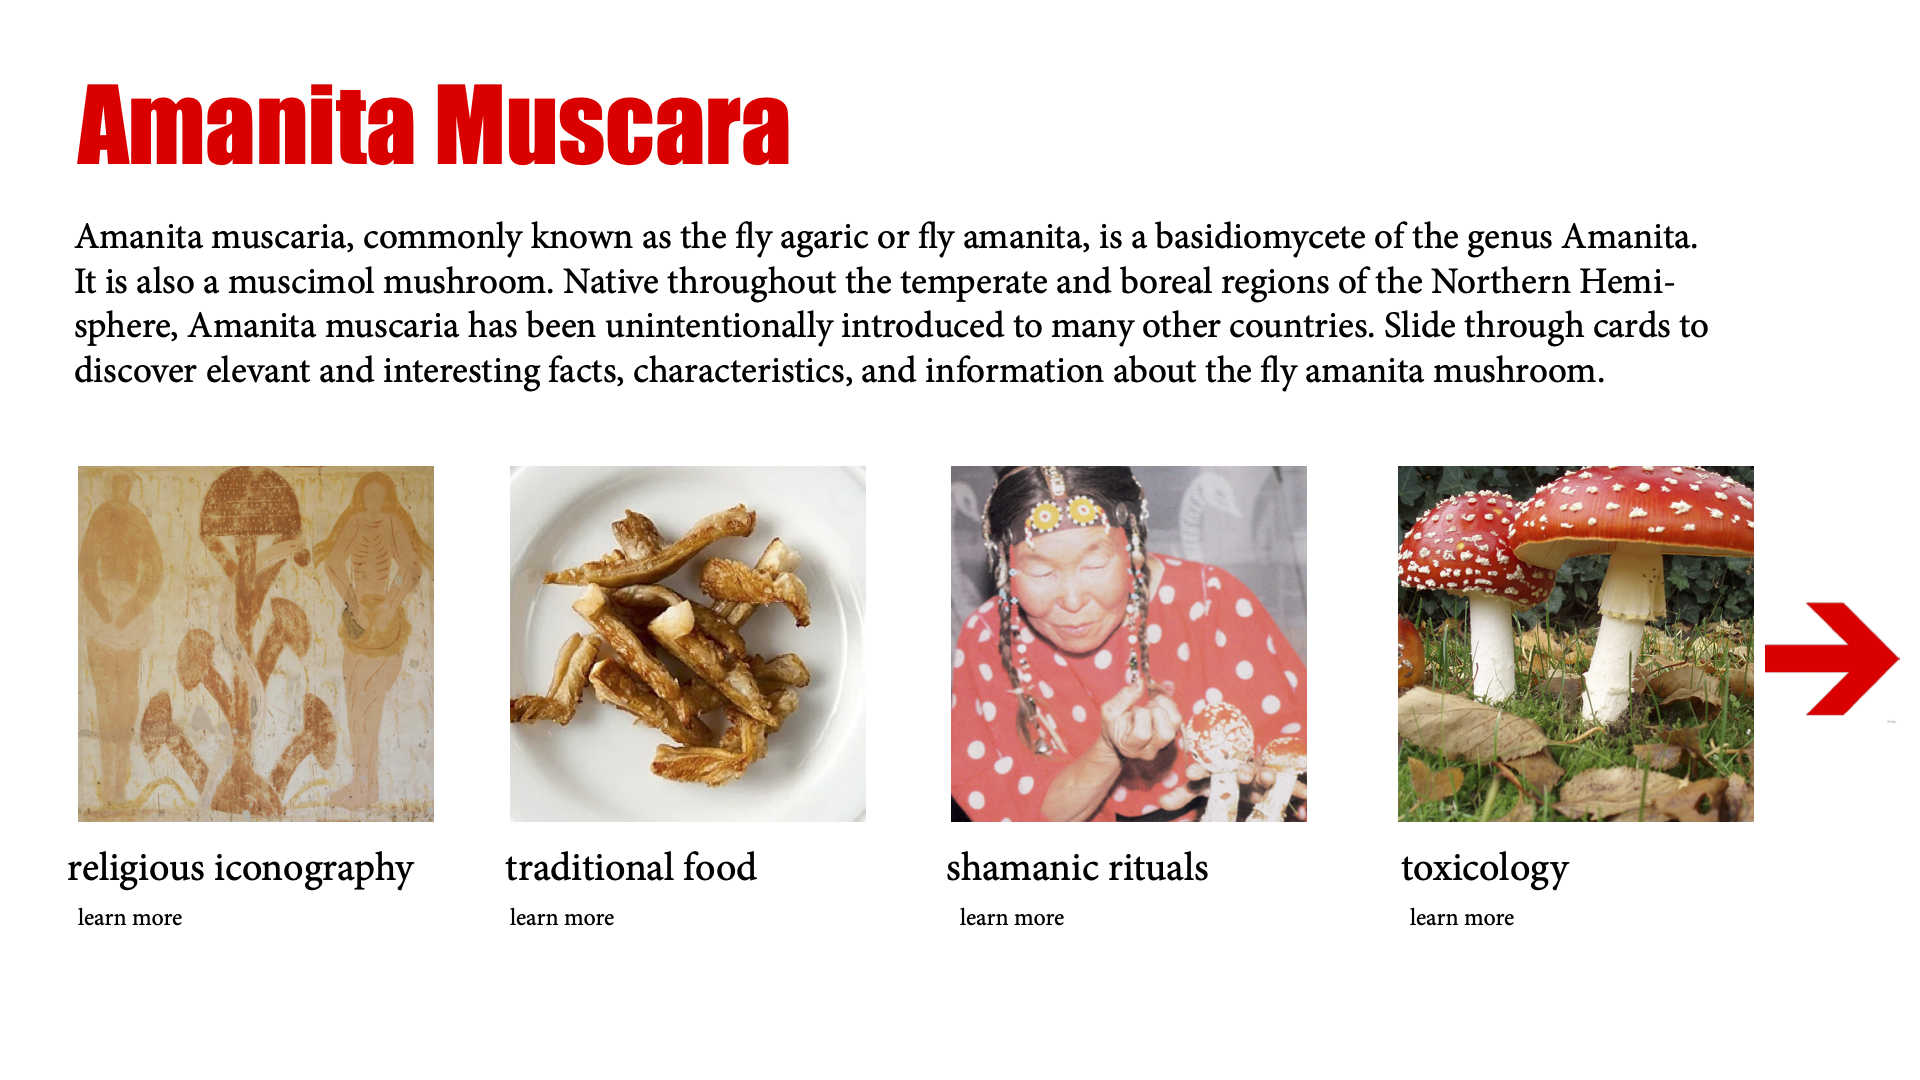 Amanita Muscara
Amanita muscaria, commonly known as the fly agaric or fly amanita, is a basidiomycete of the genus Amanita.
It is also a muscimol mushroom. Native throughout the temperate and boreal regions of the Northern Hemi-
sphere, Amanita muscaria has been unintentionally introduced to many other countries. Slide through cards to
discover elevant and interesting facts, characteristics, and information about the fly amanita mushroom.
religious iconography
traditional food
shamanic rituals
toxicology
learn more
learn more
learn more
learn more